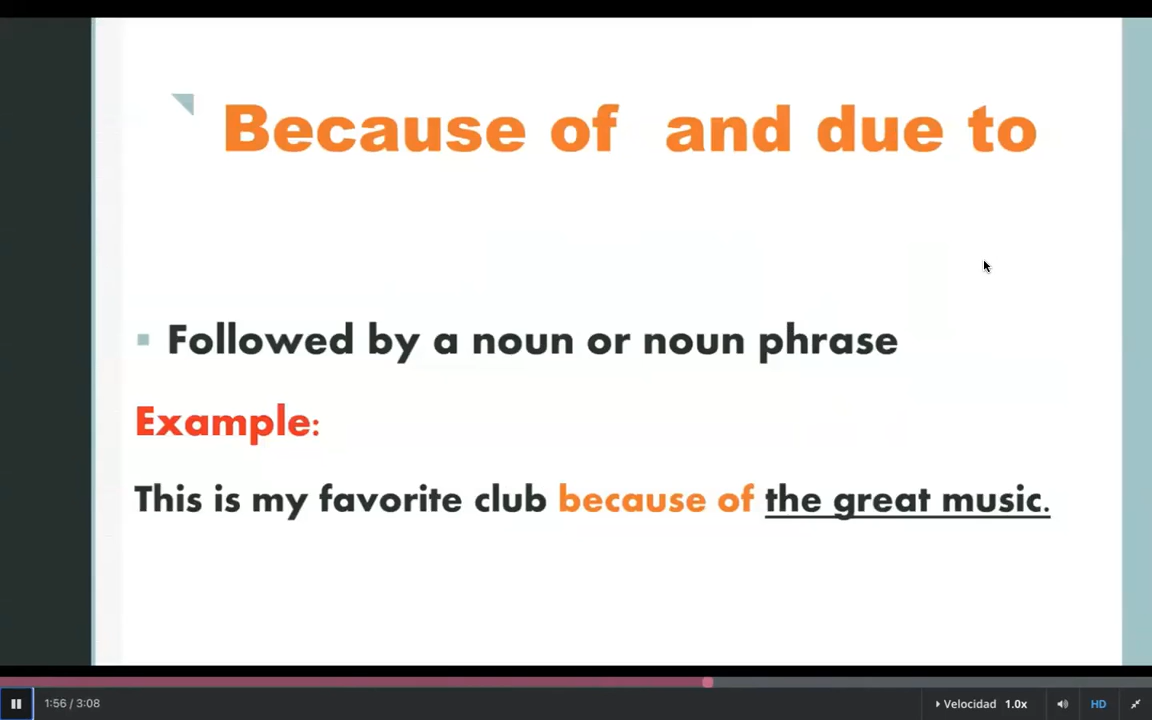 Because of and due to
Followed by a noun or noun phrase
Example:
This is my favorite club because of the great music.
1:56 / 3:08
Velocidad 1.0x
HD